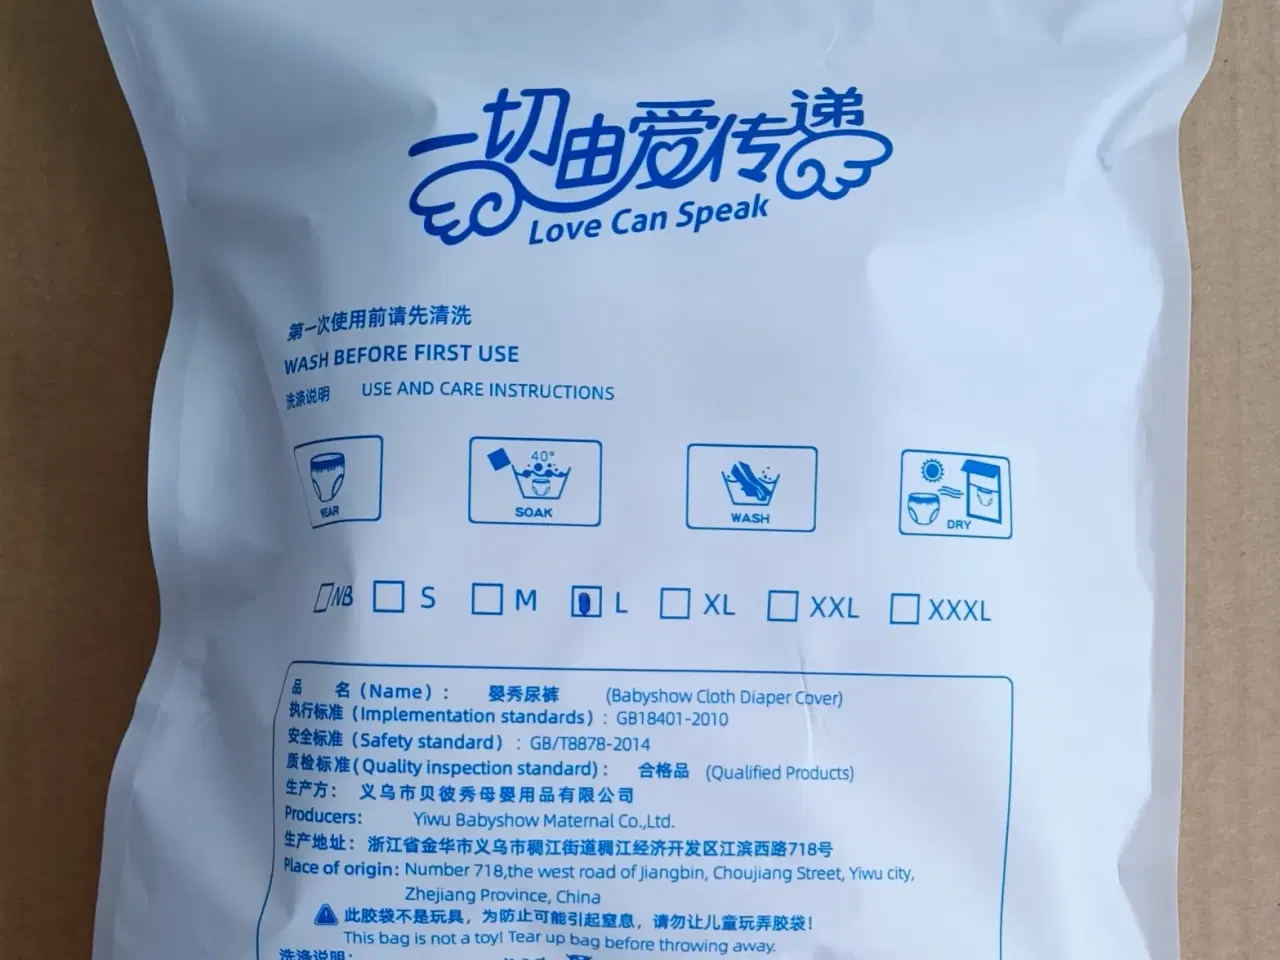 一切由爱传递
Love Can Speak
第一次使用前请先清洗
WASH BEFORE FIRST USE
洗涤说明 USE AND CARE INSTRUCTIONS
WEAR 40° SOAK WASH DRY
NB S M L XL XXL XXXL
品 名（Name）： 婴秀尿裤 (Babyshow Cloth Diaper Cover)
执行标准（Implementation standards）：GB18401-2010
安全标准（Safety standard）：GB/T8878-2014
质检标准(Quality inspection standard)： 合格品 (Qualified Products)
生产方： 义乌市贝彼秀母婴用品有限公司
Producers: Yiwu Babyshow Maternal Co.,Ltd.
生产地址：浙江省金华市义乌市稠江街道稠江经济开发区江滨西路718号
Place of origin: Number 718,the west road of Jiangbin, Choujiang Street, Yiwu city,
Zhejiang Province, China
此胶袋不是玩具，为防止可能引起窒息，请勿让儿童玩弄胶袋！
This bag is not a toy! Tear up bag before throwing away.
洗涤说明：